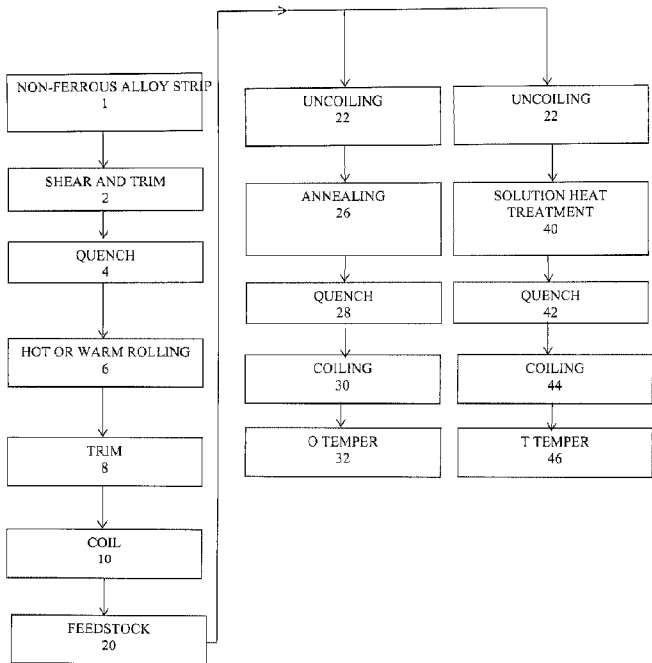 NON-FERROUS ALLOY STRIP
1
SHEAR AND TRIM
2
QUENCH
4
HOT OR WARM ROLLING
6
TRIM
8
COIL
10
FEEDSTOCK
20
UNCOILING
22
ANNEALING
26
QUENCH
28
COILING
30
O TEMPER
32
UNCOILING
22
SOLUTION HEAT
TREATMENT
40
QUENCH
42
COILING
44
T TEMPER
46